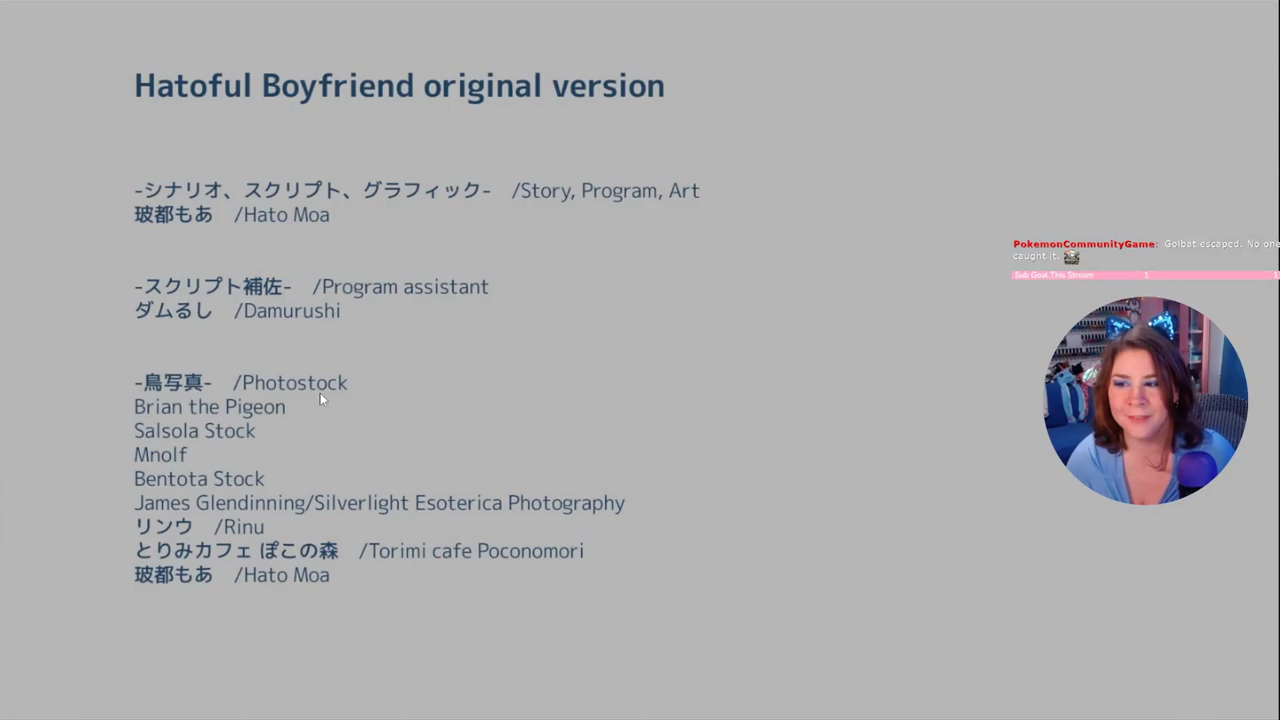 Hatoful Boyfriend original version
-シナリオ、スクリプト、グラフィック- /Story, Program, Art
玻都もあ /Hato Moa
-スクリプト補佐- /Program assistant
ダムるし /Damurushi
-鳥写真- /Photostock
Brian the Pigeon
Salsola Stock
Mnolf
Bentota Stock
James Glendinning/Silverlight Esoterica Photography
リンウ /Rinu
とりみカフェ ぽこの森 /Torimi cafe Poconomori
玻都もあ /Hato Moa
PokemonCommunityGame: Golbat escaped. No one
caught it.
Sub Goal This Stream 1